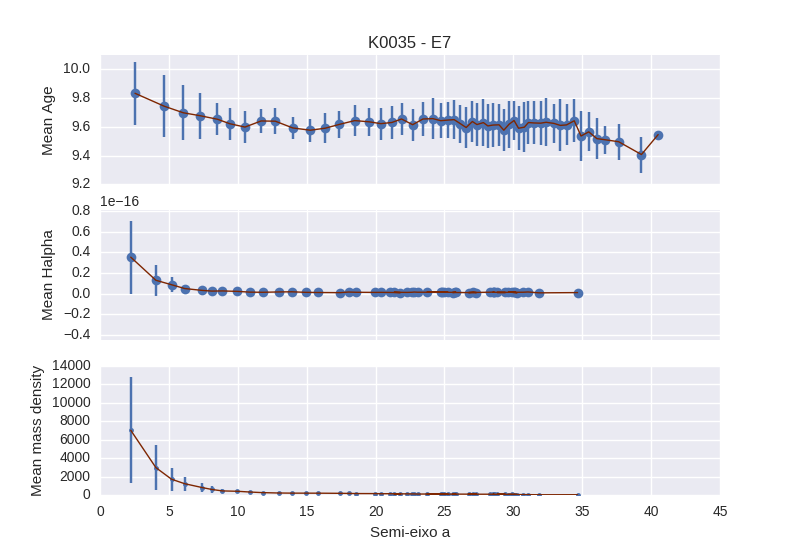 K0035 - E7
Mean Age
10.0
9.8
9.6
9.4
9.2
1e−16
Mean Halpha
0.8
0.6
0.4
0.2
0.0
−0.2
−0.4
Mean mass density
14000
12000
10000
8000
6000
4000
2000
0
0 5 10 15 20 25 30 35 40 45
Semi-eixo a